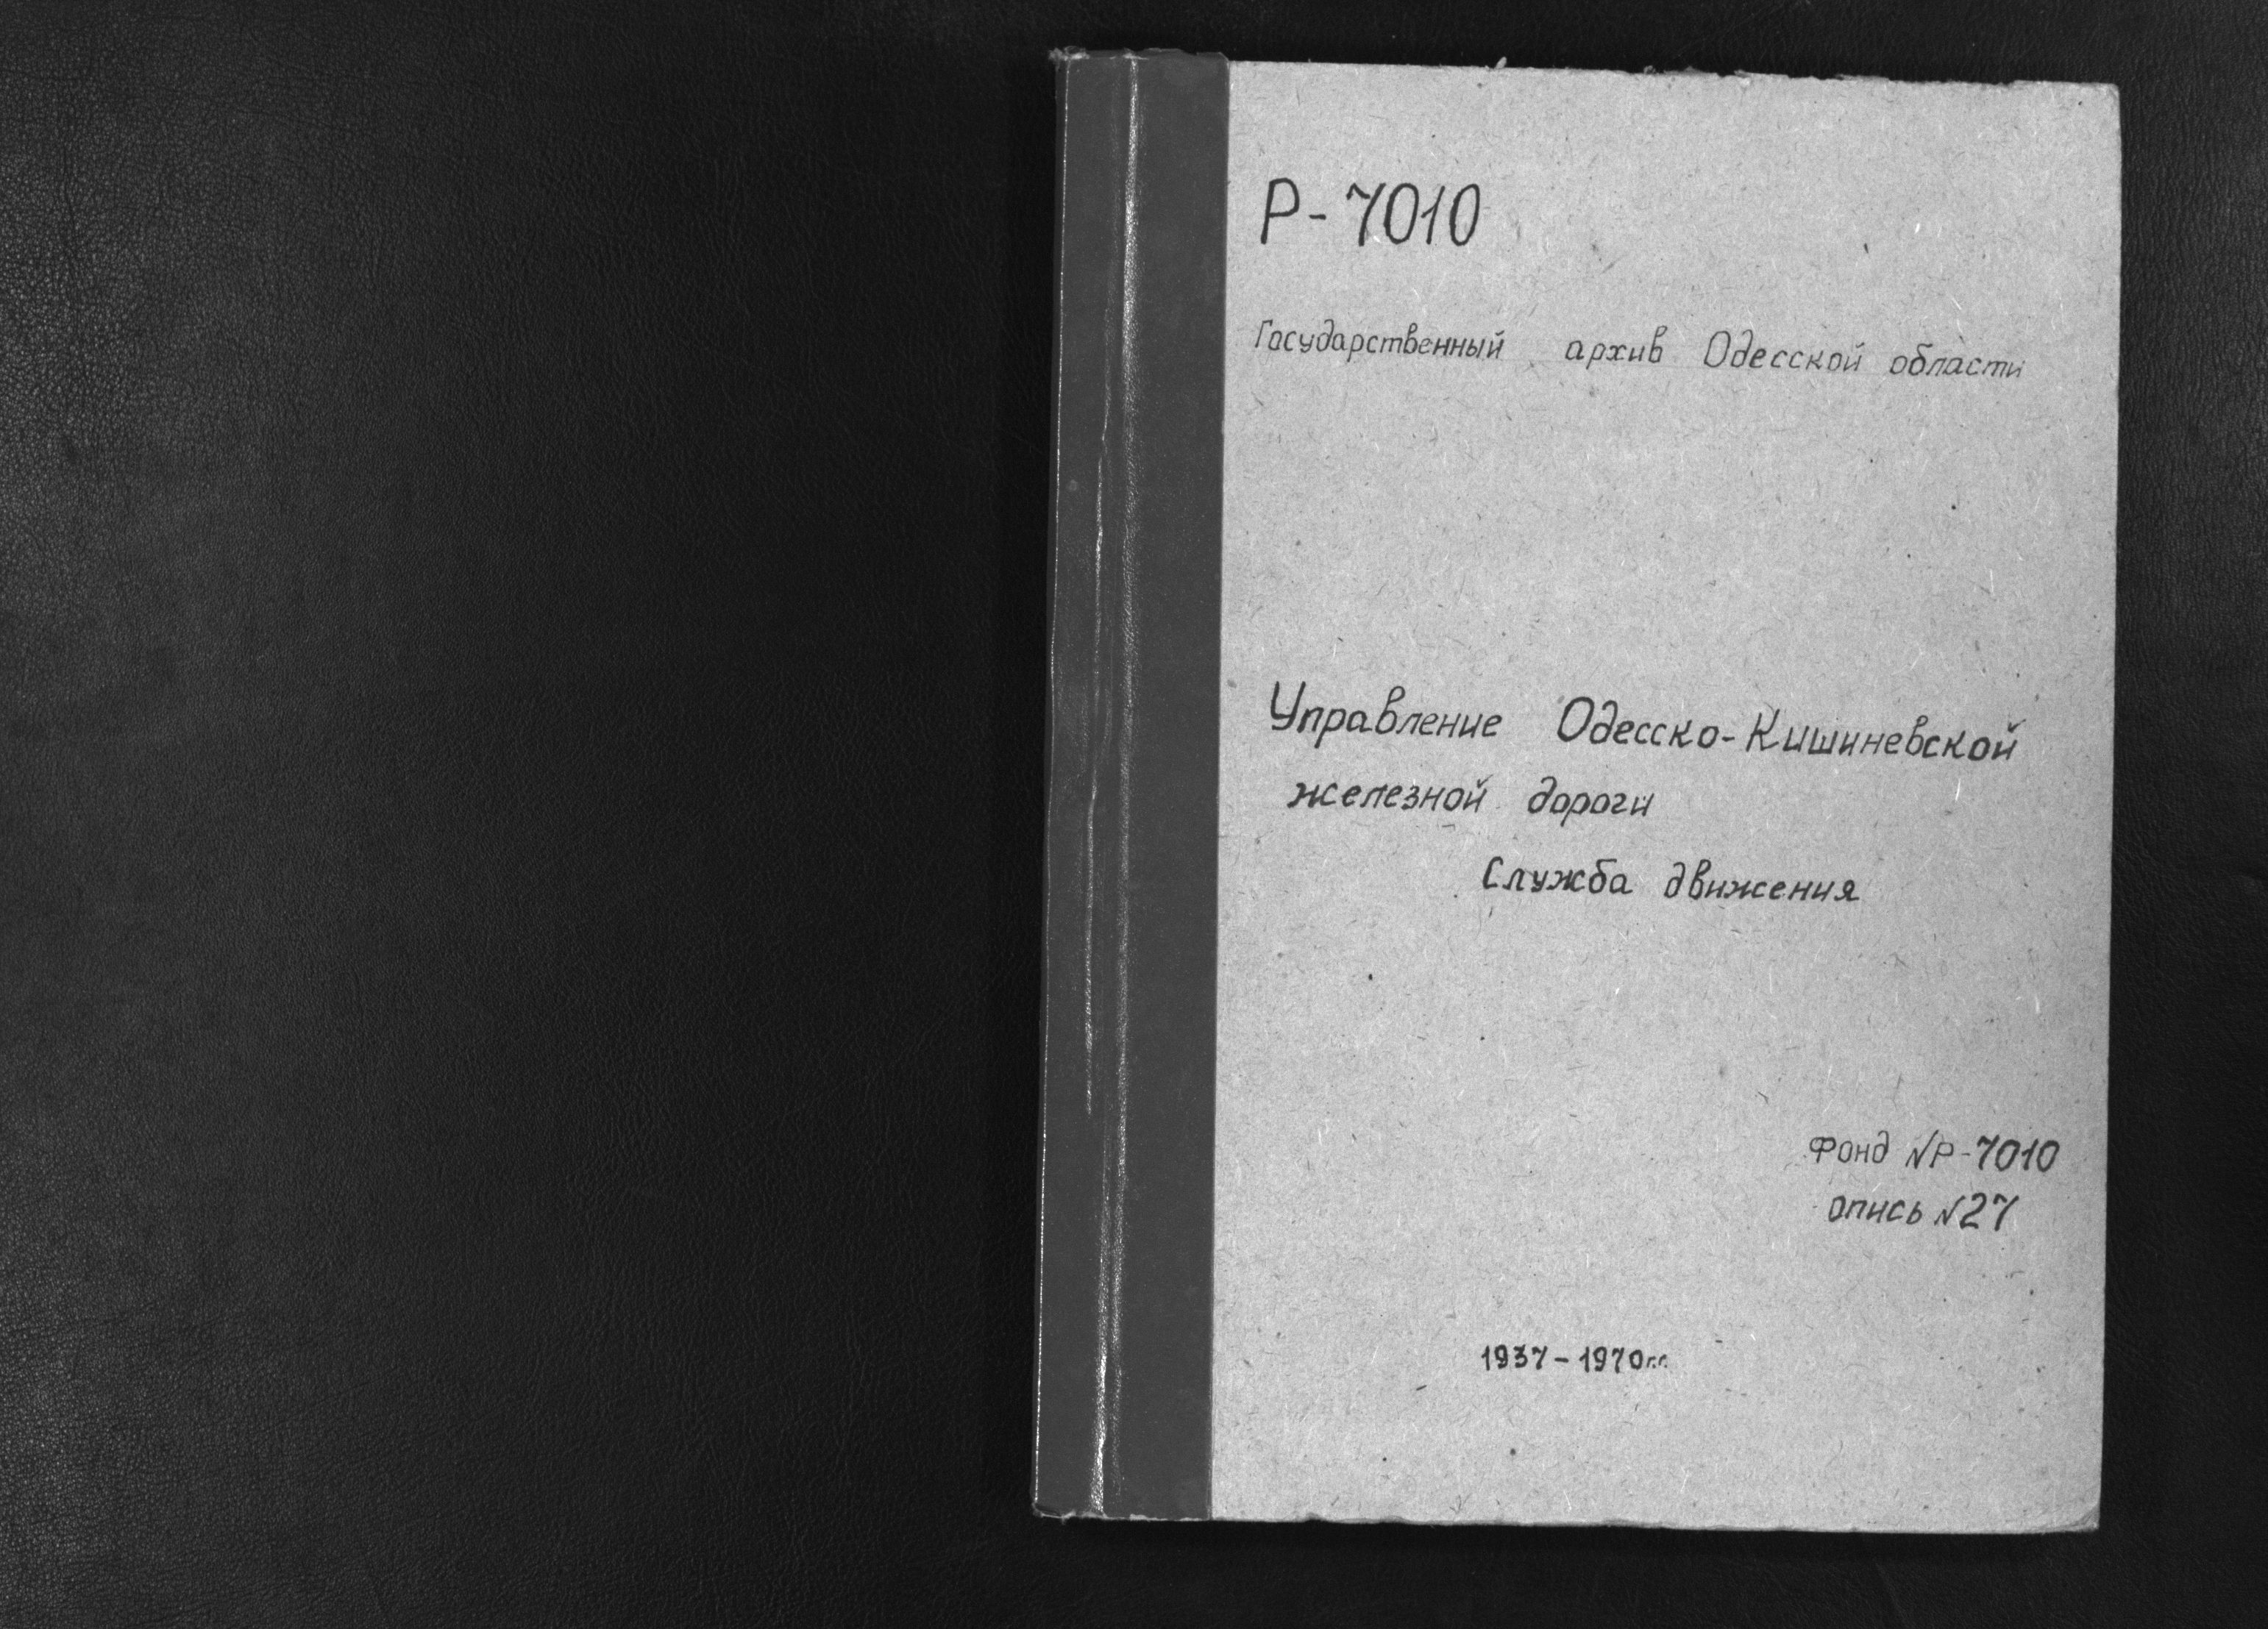 Р-7010
Государственный архив Одесской области
Управление Одесско-Кишиневской
железной дороги
Служба движения
Фонд №Р-7010
опись №27
1937-1970гг.